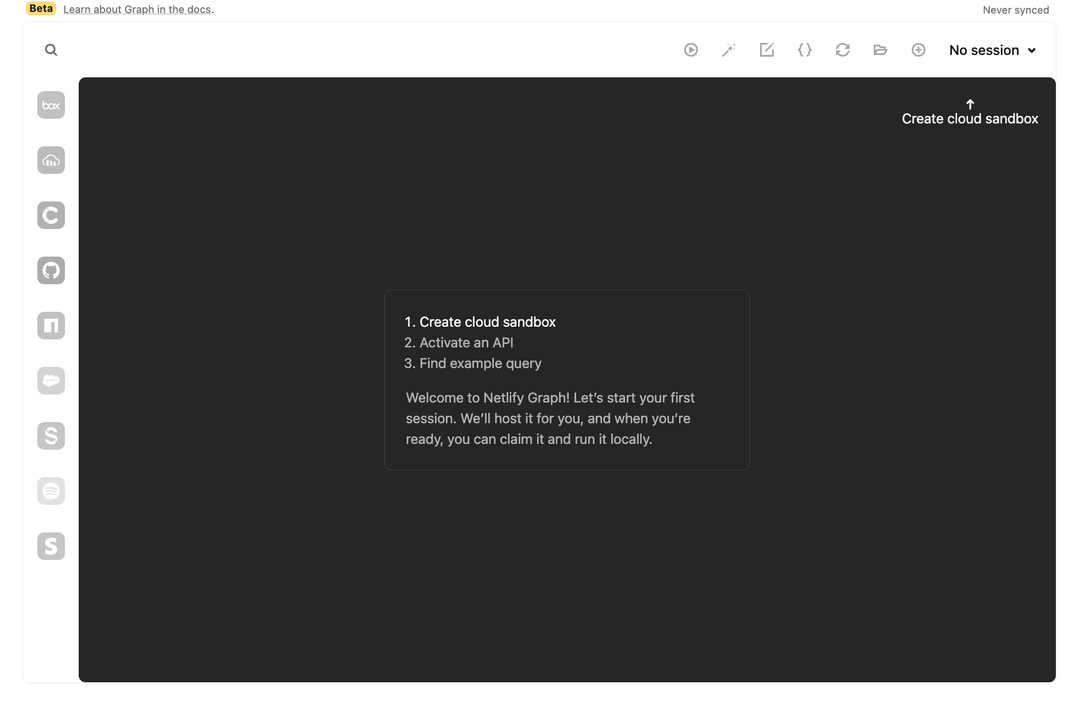 Beta Learn about Graph in the docs. Never synced
No session
box
↑
Create cloud sandbox
1. Create cloud sandbox
2. Activate an API
3. Find example query
Welcome to Netlify Graph! Let’s start your first
session. We’ll host it for you, and when you’re
ready, you can claim it and run it locally.